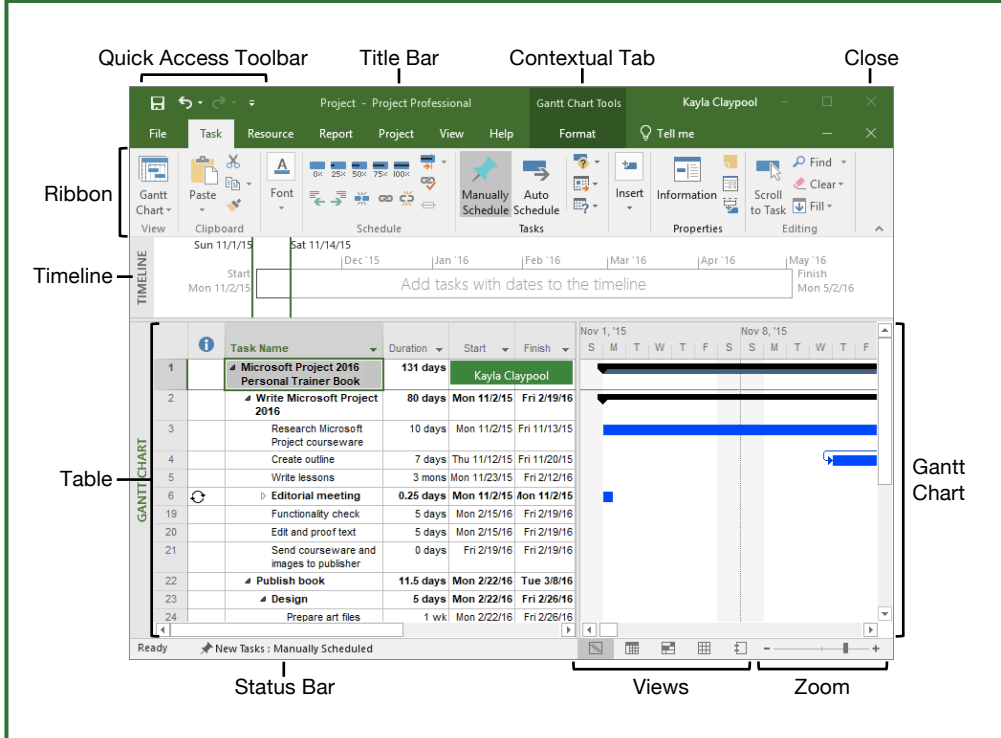 Quick Access Toolbar Title Bar Contextual Tab Close
Project - Project Professional Gantt Chart Tools Kayla Claypool
File Task Resource Report Project View Help Format Tell me
Ribbon
Gantt Chart Paste Font 0% 25% 50% 75% 100% Manually Schedule Auto Schedule Insert Information Scroll to Task Find Clear Fill
View Clipboard Schedule Tasks Properties Editing
Timeline
TIMELINE
Sun 11/1/15 Sat 11/14/15
Dec '15 Jan '16 Feb '16 Mar '16 Apr '16 May '16
Start
Mon 11/2/15
Add tasks with dates to the timeline
Finish
Mon 5/2/16
Table
GANTT CHART
Task Name Duration Start Finish
Nov 1, '15 Nov 8, '15
S M T W T F S S M T W T F
1 Microsoft Project 2016 Personal Trainer Book 131 days Kayla Claypool
2 Write Microsoft Project 2016 80 days Mon 11/2/15 Fri 2/19/16
3 Research Microsoft Project courseware 10 days Mon 11/2/15 Fri 11/13/15
4 Create outline 7 days Thu 11/12/15 Fri 11/20/15
5 Write lessons 3 mons Mon 11/23/15 Fri 2/12/16
6 Editorial meeting 0.25 days Mon 11/2/15 Mon 11/2/15
19 Functionality check 5 days Mon 2/15/16 Fri 2/19/16
20 Edit and proof text 5 days Mon 2/15/16 Fri 2/19/16
21 Send courseware and images to publisher 0 days Fri 2/19/16 Fri 2/19/16
22 Publish book 11.5 days Mon 2/22/16 Tue 3/8/16
23 Design 5 days Mon 2/22/16 Fri 2/26/16
24 Prepare art files 1 wk Mon 2/22/16 Fri 2/26/16
Gantt
Chart
Ready New Tasks : Manually Scheduled
Status Bar Views Zoom